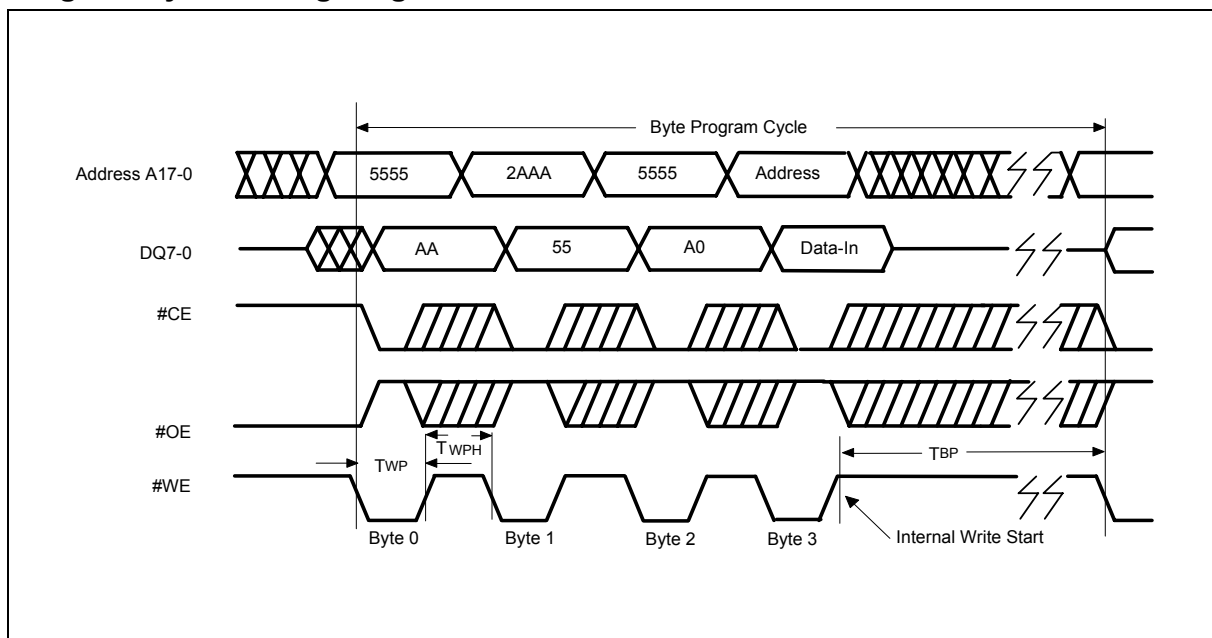 Byte Program Cycle
Address A17-0
5555
2AAA
5555
Address
DQ7-0
AA
55
A0
Data-In
#CE
#OE
TWP
TWPH
TBP
#WE
Byte 0
Byte 1
Byte 2
Byte 3
Internal Write Start